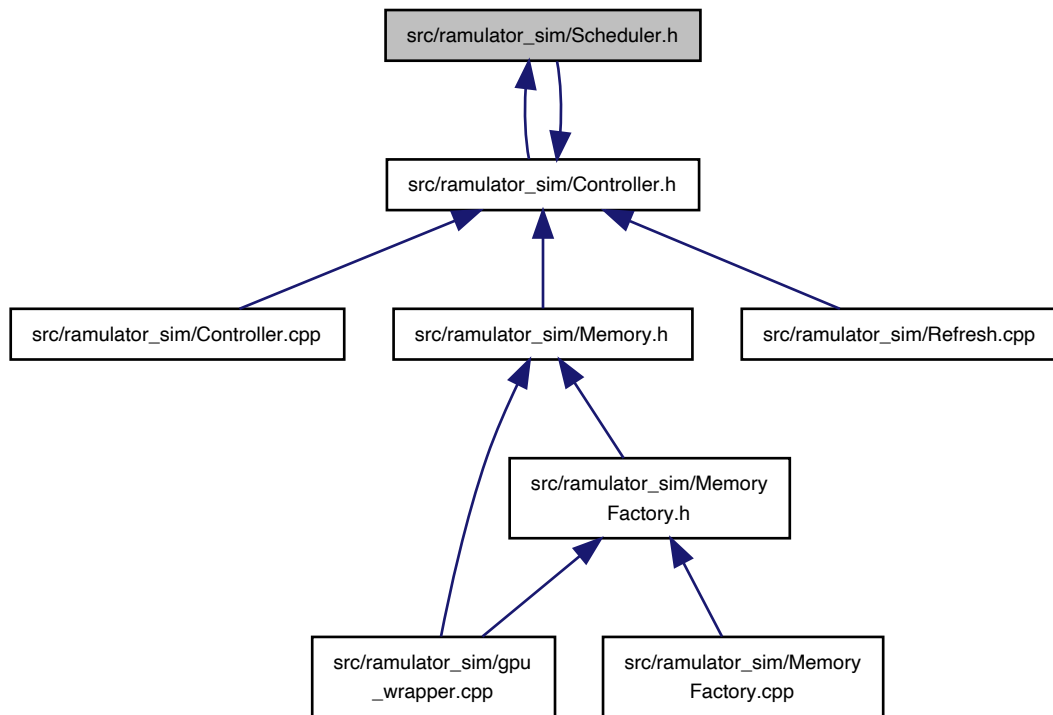 src/ramulator_sim/Scheduler.h
src/ramulator_sim/Controller.h
src/ramulator_sim/Controller.cpp
src/ramulator_sim/Memory.h
src/ramulator_sim/Refresh.cpp
src/ramulator_sim/Memory
Factory.h
src/ramulator_sim/gpu
_wrapper.cpp
src/ramulator_sim/Memory
Factory.cpp